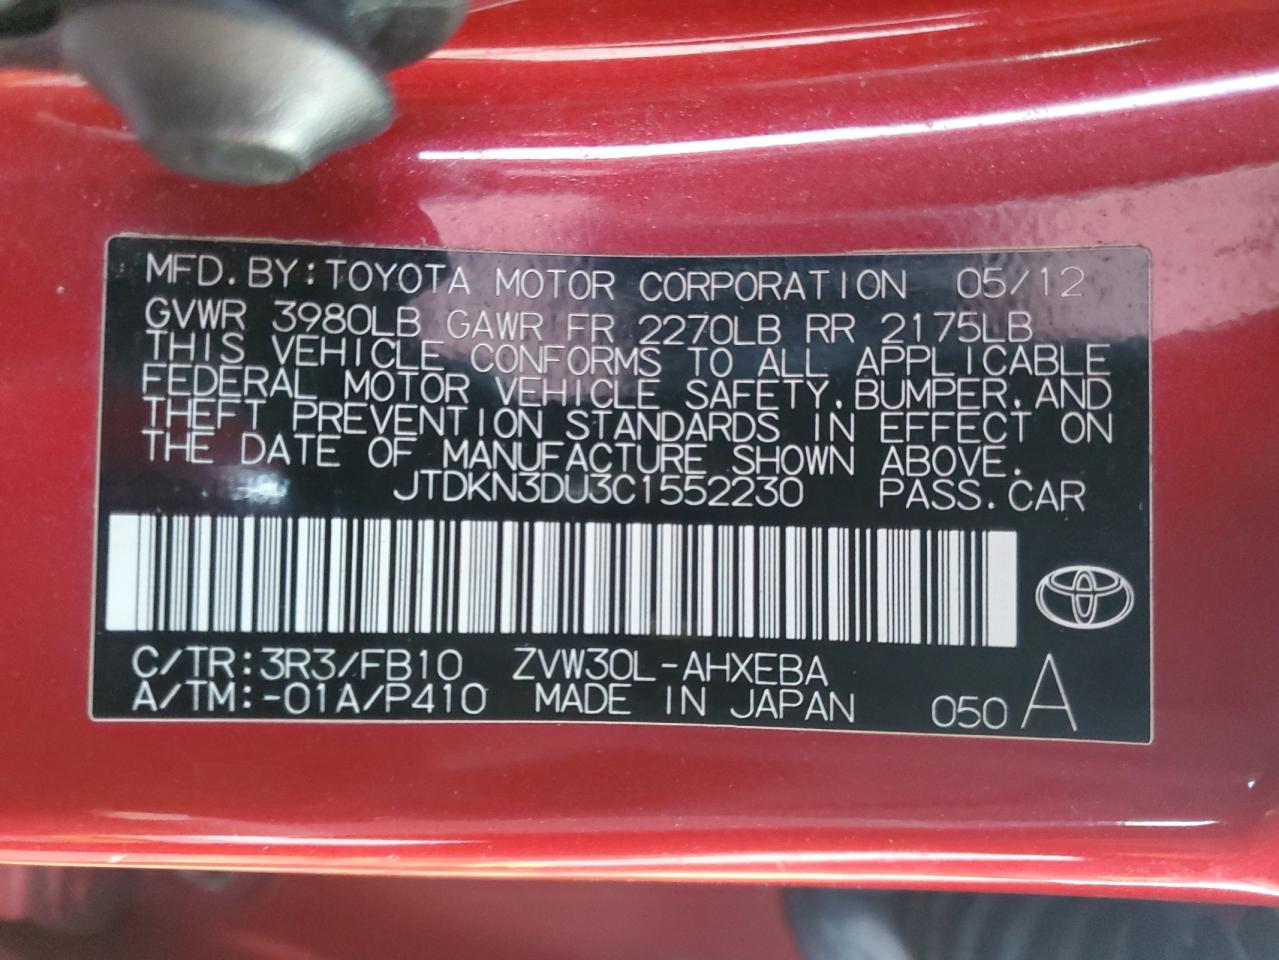 MFD.BY:TOYOTA MOTOR CORPORATION 05/12
GVWR 3980LB GAWR FR 2270LB RR 2175LB
THIS VEHICLE CONFORMS TO ALL APPLICABLE
FEDERAL MOTOR VEHICLE SAFETY,BUMPER,AND
THEFT PREVENTION STANDARDS IN EFFECT ON
THE DATE OF MANUFACTURE SHOWN ABOVE.
JTDKN3DU3C1552230 PASS.CAR
C/TR:3R3/FB10 ZVW30L-AHXEBA
A/TM:-01A/P410 MADE IN JAPAN 050 A